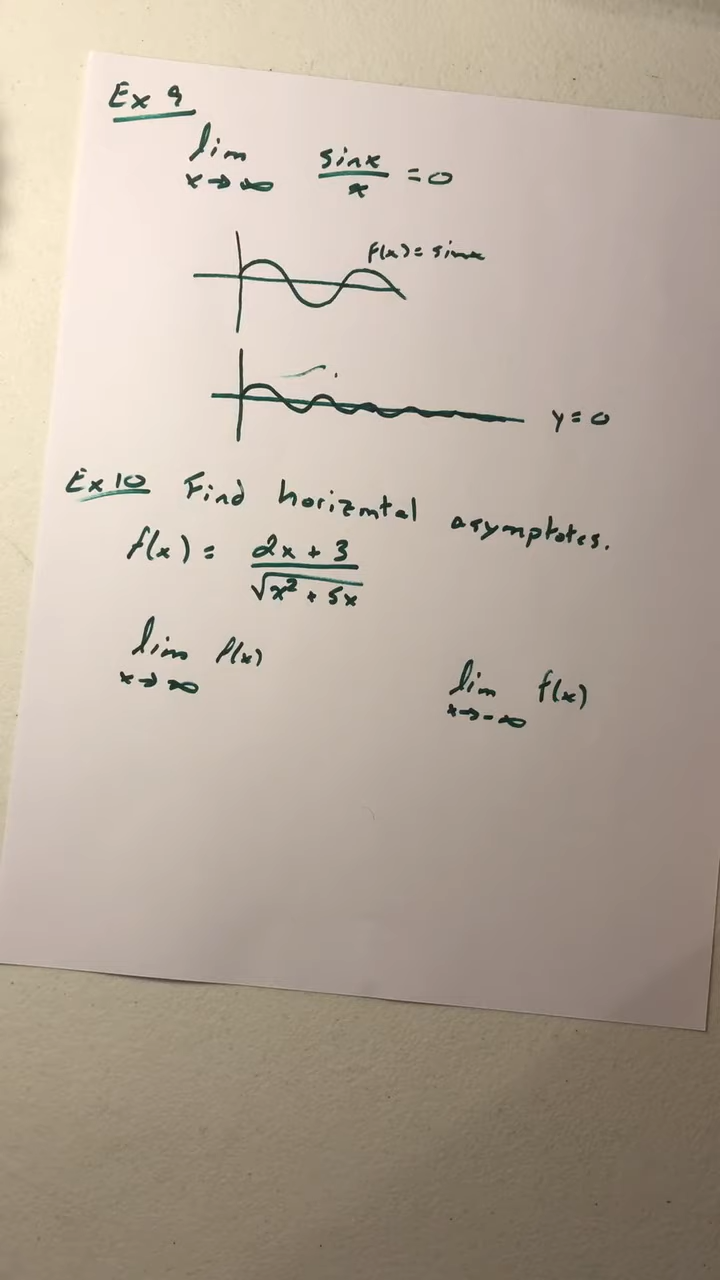 Ex 9
lim x→∞ sinx/x = 0
f(x) = sinx
y = 0
Ex 10 Find horizontal asymptotes.
f(x) = 2x + 3 / √x² + 5x
lim x→∞ f(x) lim x→-∞ f(x)